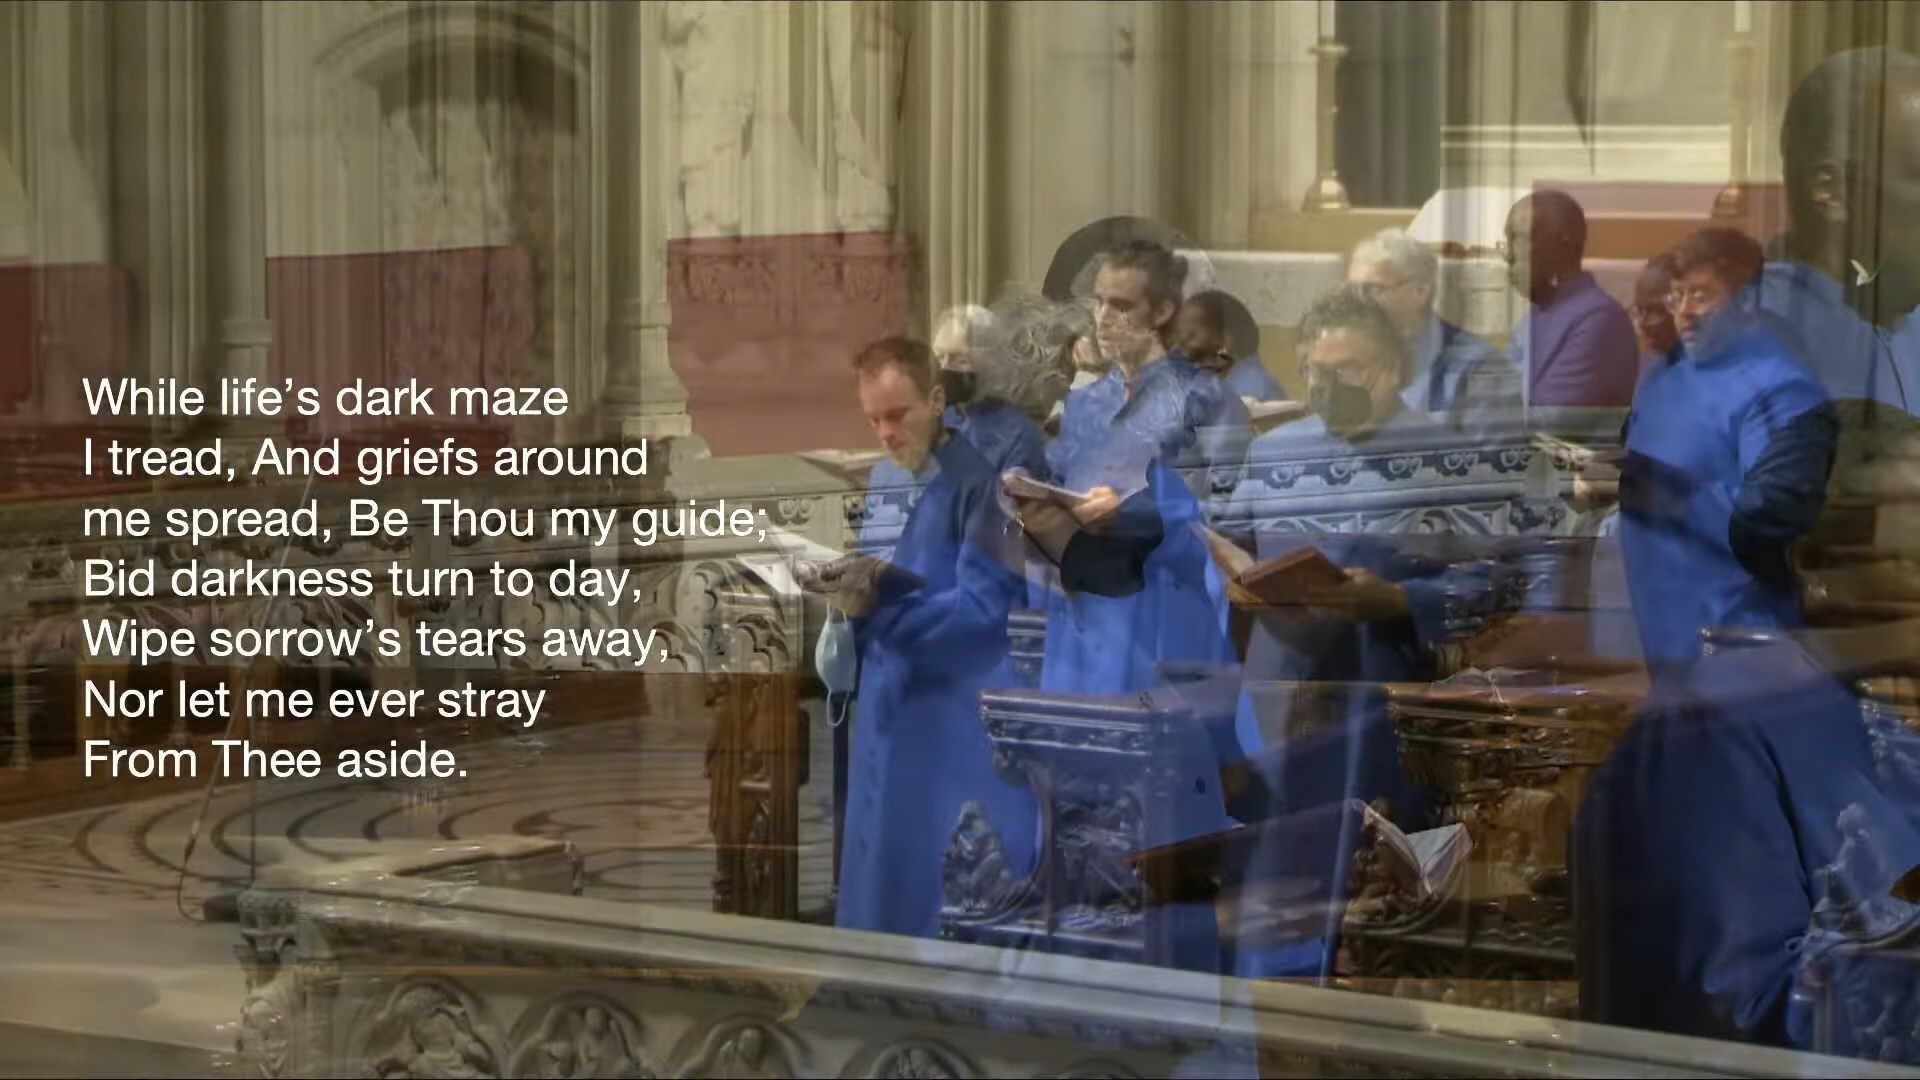 While life’s dark maze
I tread, And griefs around
me spread, Be Thou my guide;
Bid darkness turn to day,
Wipe sorrow’s tears away,
Nor let me ever stray
From Thee aside.